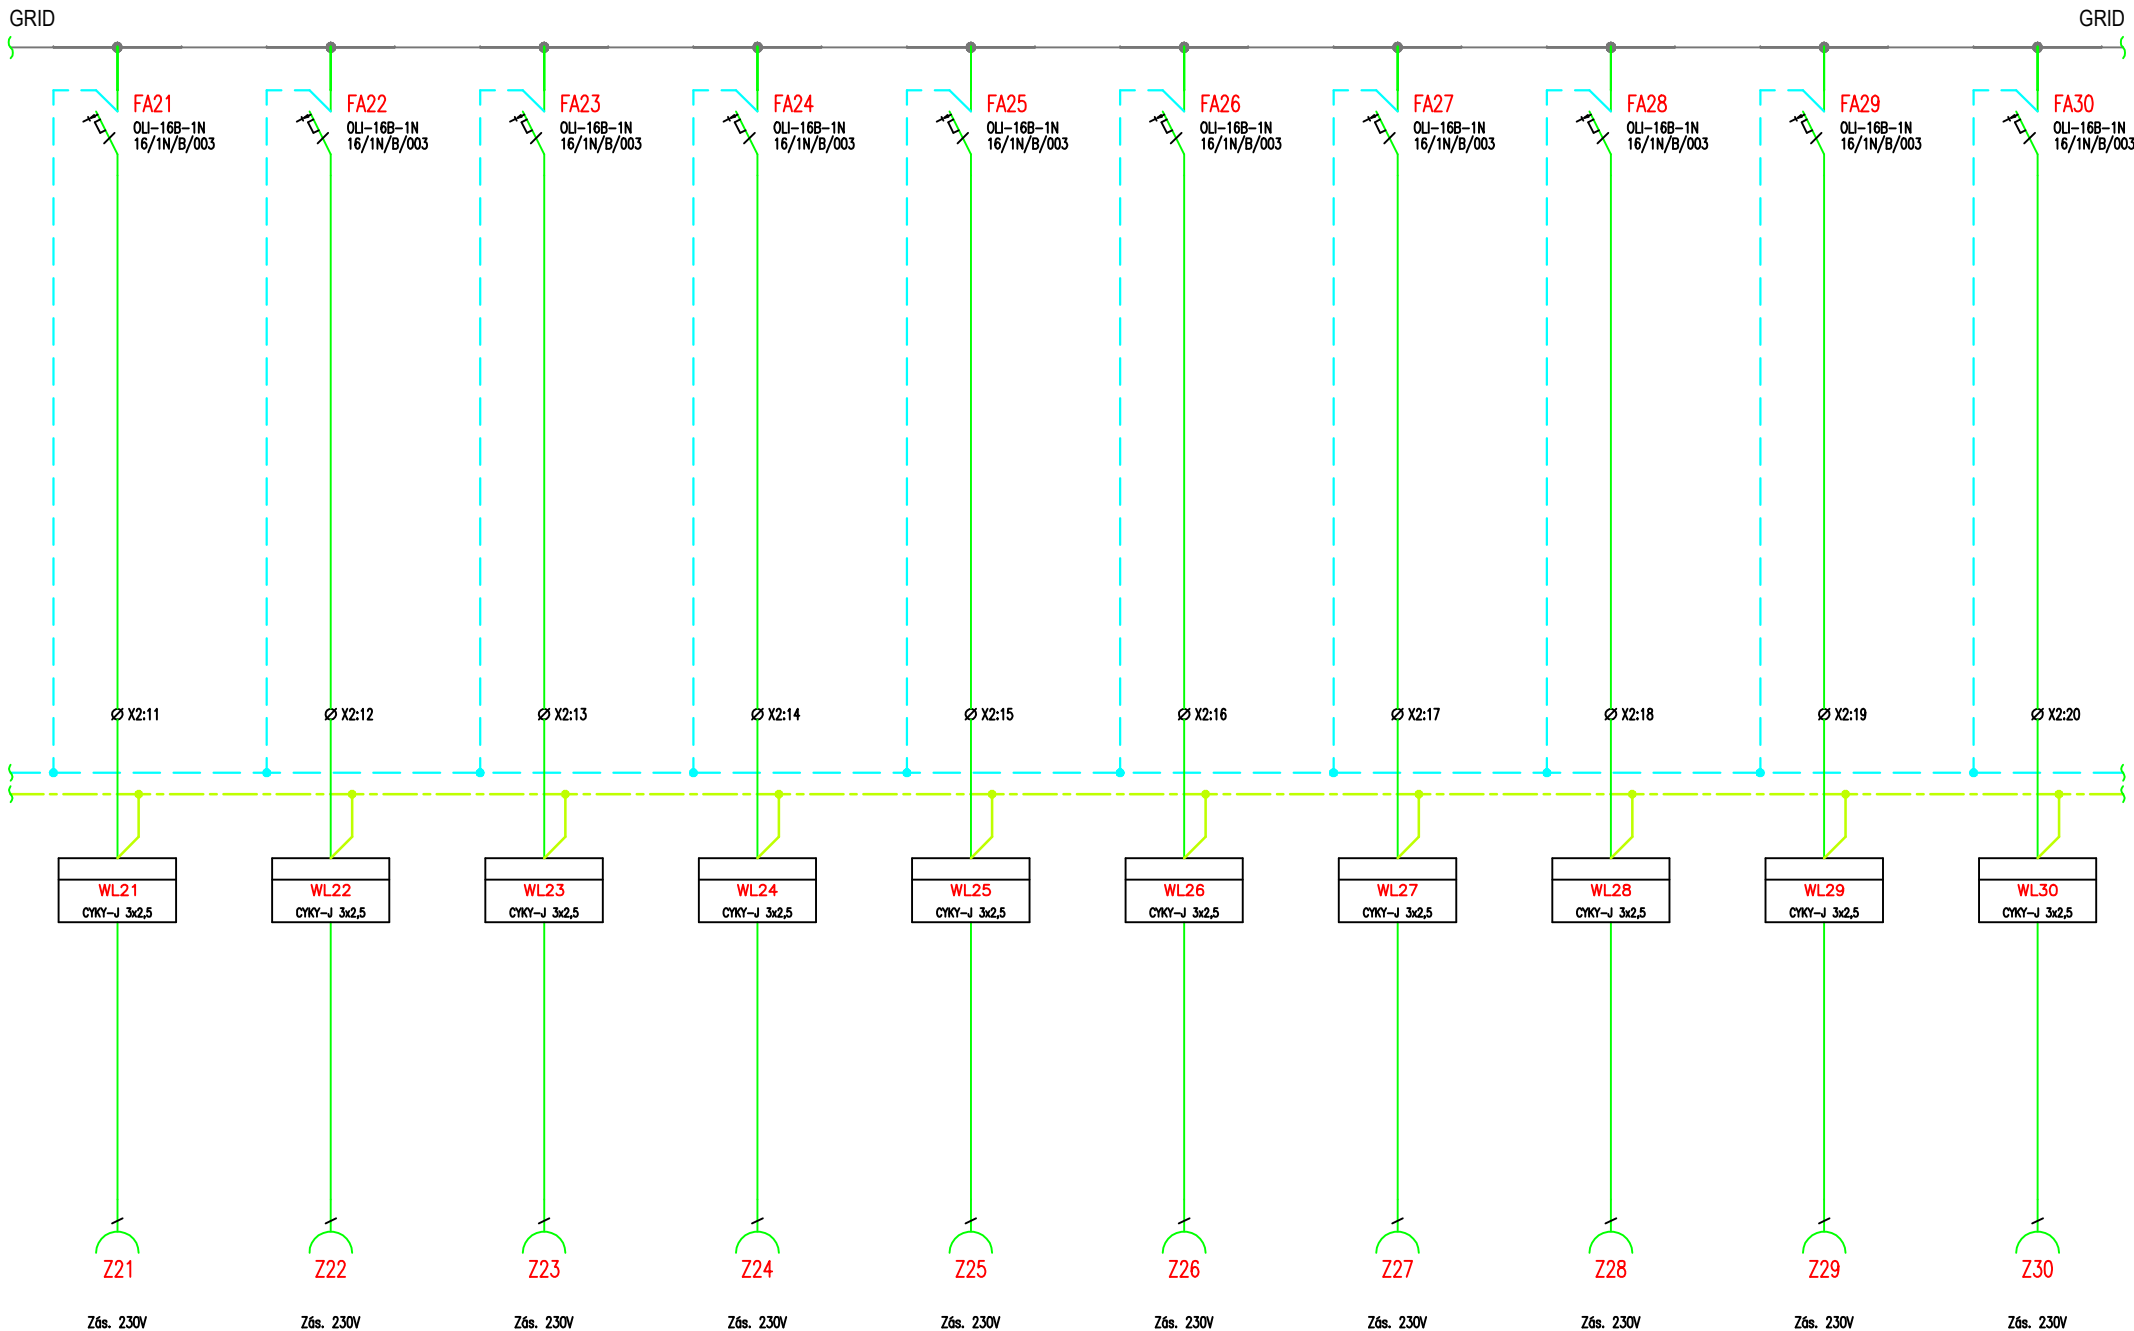 GRID GRID
FA21 FA22 FA23 FA24 FA25 FA26 FA27 FA28 FA29 FA30
OLI-16B-1N OLI-16B-1N OLI-16B-1N OLI-16B-1N OLI-16B-1N OLI-16B-1N OLI-16B-1N OLI-16B-1N OLI-16B-1N OLI-16B-1N
16/1N/B/003 16/1N/B/003 16/1N/B/003 16/1N/B/003 16/1N/B/003 16/1N/B/003 16/1N/B/003 16/1N/B/003 16/1N/B/003 16/1N/B/003
X2:11 X2:12 X2:13 X2:14 X2:15 X2:16 X2:17 X2:18 X2:19 X2:20
WL21 WL22 WL23 WL24 WL25 WL26 WL27 WL28 WL29 WL30
CYKY-J 3x2,5 CYKY-J 3x2,5 CYKY-J 3x2,5 CYKY-J 3x2,5 CYKY-J 3x2,5 CYKY-J 3x2,5 CYKY-J 3x2,5 CYKY-J 3x2,5 CYKY-J 3x2,5 CYKY-J 3x2,5
Z21 Z22 Z23 Z24 Z25 Z26 Z27 Z28 Z29 Z30
Zás. 230V Zás. 230V Zás. 230V Zás. 230V Zás. 230V Zás. 230V Zás. 230V Zás. 230V Zás. 230V Zás. 230V